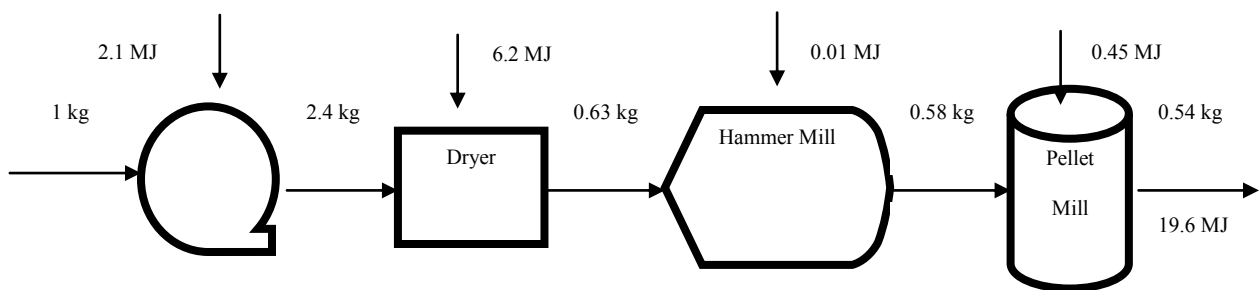 2.1 MJ
6.2 MJ
0.01 MJ
0.45 MJ
1 kg
2.4 kg
0.63 kg
0.58 kg
0.54 kg
Hammer Mill
Dryer
Pellet
Mill
19.6 MJ